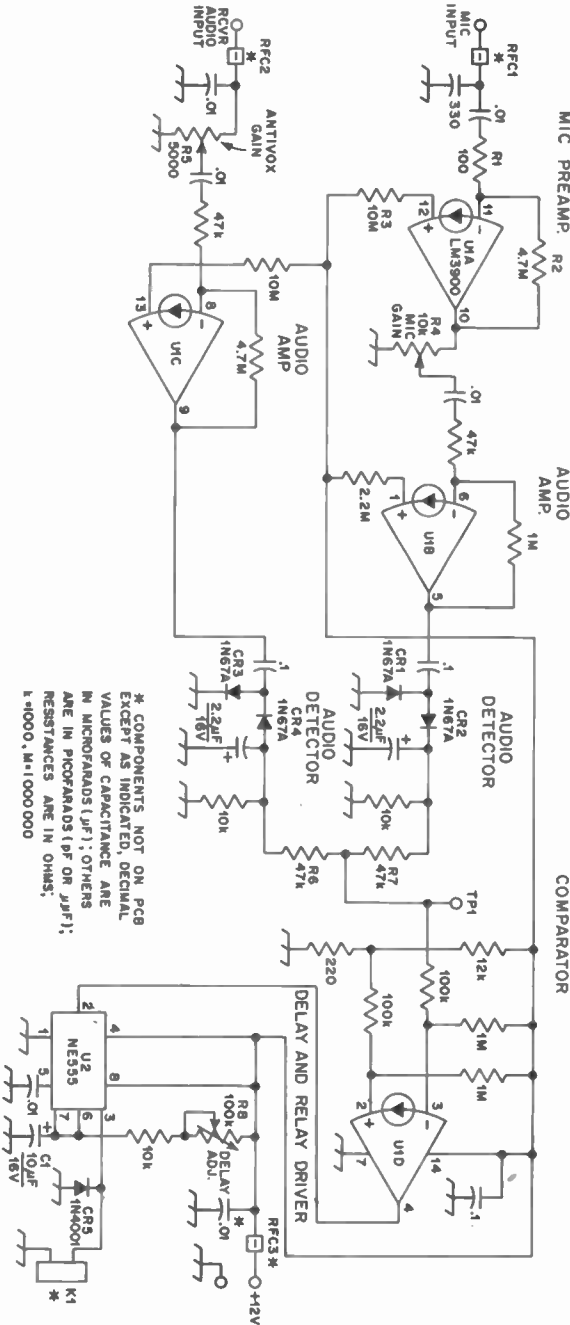 MIC PREAMP.
AUDIO
AMP.
COMPARATOR
RFC1
*
MIC
INPUT
330
.01
R1
100
R2
4.7M
11
12
U1A
LM3900
10
R3
10M
R4
10k
MIC
GAIN
.01
47k
1M
6
1
U1B
5
2.2M
.1
CR1
1N67A
CR2
1N67A
2.2µF
16V
10k
AUDIO
DETECTOR
R7
47k
TP1
12k
220
100k
100k
1M
1M
3
2
14
7
4
U1D
.1
RFC2
*
RCVR
AUDIO
INPUT
.01
ANTIVOX
GAIN
R5
5000
.01
47k
10M
4.7M
8
13
U1C
9
AUDIO
AMP
.1
CR3
1N67A
CR4
1N67A
2.2µF
16V
10k
AUDIO
DETECTOR
R6
47k
DELAY AND RELAY DRIVER
U2
NE555
2
4
8
1
5
7
6
3
.01
C1
10µF
16V
10k
R8
100k
DELAY
ADJ.
.01
*
RFC3*
+12V
CR5
1N4001
K1
*
* COMPONENTS NOT ON PCB
EXCEPT AS INDICATED, DECIMAL
VALUES OF CAPACITANCE ARE
IN MICROFARADS (µF); OTHERS
ARE IN PICOFARADS (pF OR µµF);
RESISTANCES ARE IN OHMS;
k=1000, M=1000000